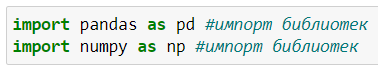 import pandas as pd #импорт библиотек
import numpy as np #импорт библиотек